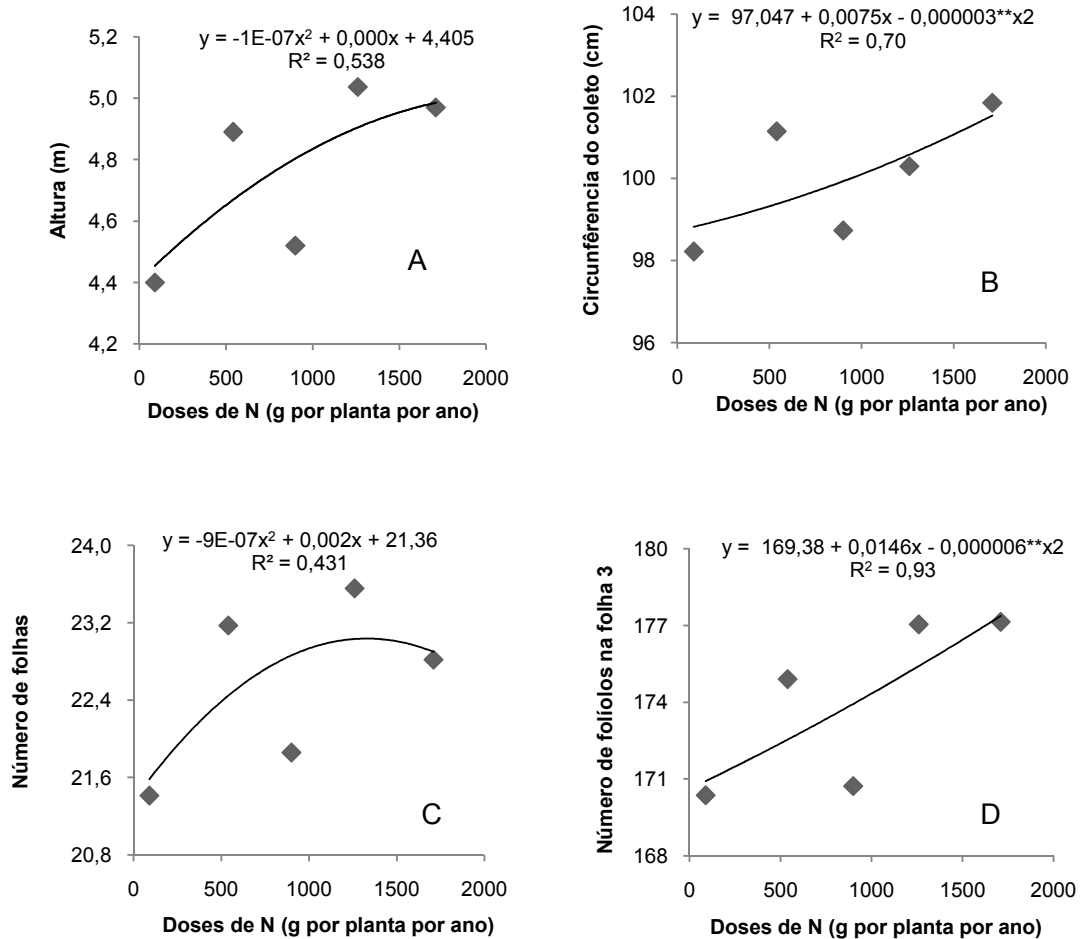 y = -1E-07x² + 0,000x + 4,405
R² = 0,538
5,2
5,0
4,8
4,6
4,4
4,2
Altura (m)
A
0 500 1000 1500 2000
Doses de N (g por planta por ano)
y = 97,047 + 0,0075x - 0,000003**x2
R² = 0,70
104
102
100
98
96
Circunfêrencia do coleto (cm)
B
0 500 1000 1500 2000
Doses de N (g por planta por ano)
y = -9E-07x² + 0,002x + 21,36
R² = 0,431
24,0
23,2
22,4
21,6
20,8
Número de folhas
C
0 500 1000 1500 2000
Doses de N (g por planta por ano)
y = 169,38 + 0,0146x - 0,000006**x2
R² = 0,93
180
177
174
171
168
Número de folíolos na folha 3
D
0 500 1000 1500 2000
Doses de N (g por planta por ano)